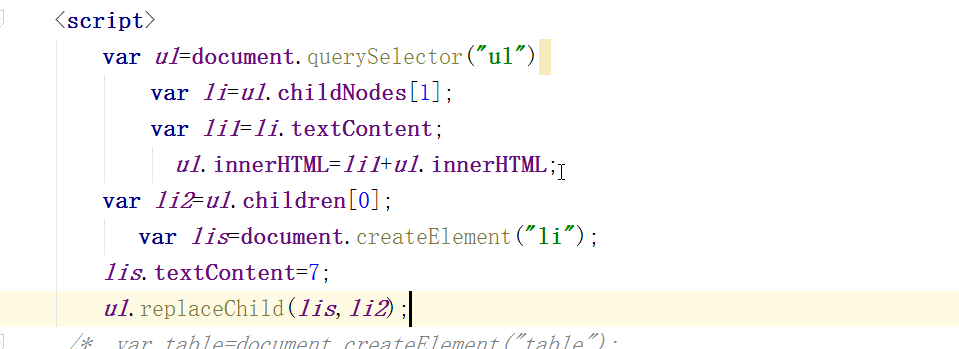 <script>
var ul=document.querySelector("ul")
var li=ul.childNodes[1];
var li1=li.textContent;
ul.innerHTML=li1+ul.innerHTML;
var li2=ul.children[0];
var lis=document.createElement("li");
lis.textContent=7;
ul.replaceChild(lis,li2);
/* var table=document.createElement("table");